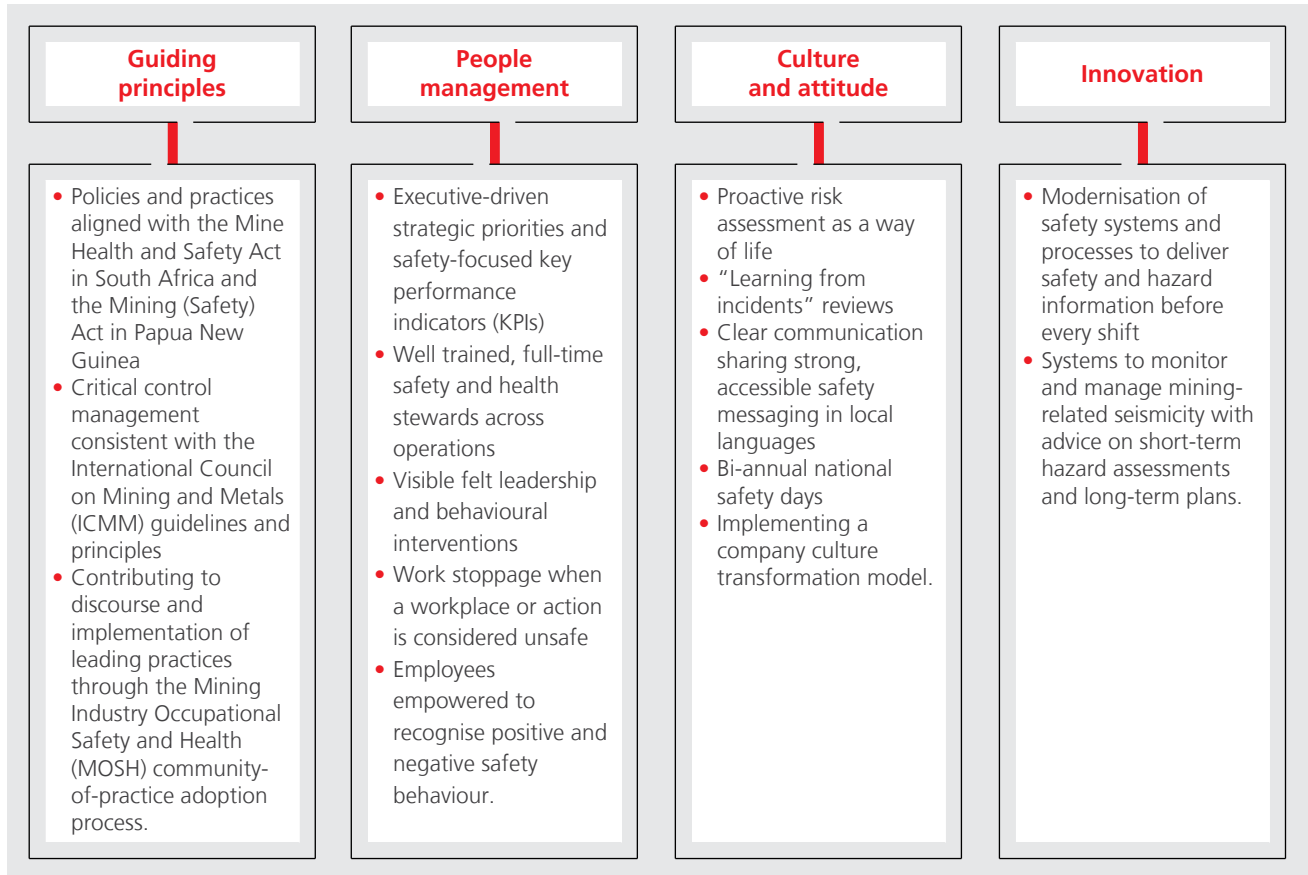 Guiding
principles
• Policies and practices
aligned with the Mine
Health and Safety Act
in South Africa and
the Mining (Safety)
Act in Papua New
Guinea
• Critical control
management
consistent with the
International Council
on Mining and Metals
(ICMM) guidelines and
principles
• Contributing to
discourse and
implementation of
leading practices
through the Mining
Industry Occupational
Safety and Health
(MOSH) community-
of-practice adoption
process.
People
management
• Executive-driven
strategic priorities and
safety-focused key
performance
indicators (KPIs)
• Well trained, full-time
safety and health
stewards across
operations
• Visible felt leadership
and behavioural
interventions
• Work stoppage when
a workplace or action
is considered unsafe
• Employees
empowered to
recognise positive and
negative safety
behaviour.
Culture
and attitude
• Proactive risk
assessment as a way
of life
• “Learning from
incidents” reviews
• Clear communication
sharing strong,
accessible safety
messaging in local
languages
• Bi-annual national
safety days
• Implementing a
company culture
transformation model.
Innovation
• Modernisation of
safety systems and
processes to deliver
safety and hazard
information before
every shift
• Systems to monitor
and manage mining-
related seismicity with
advice on short-term
hazard assessments
and long-term plans.